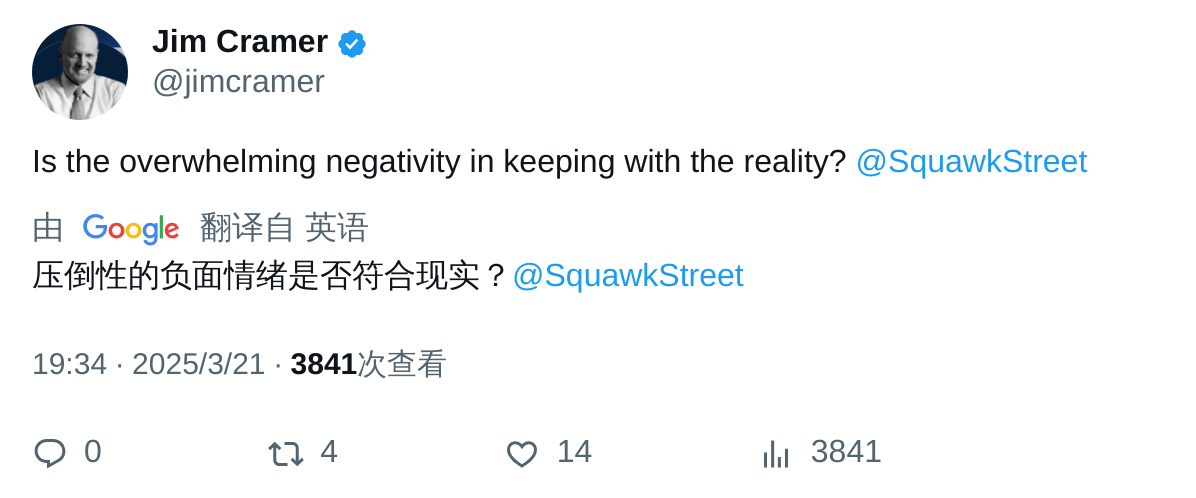 Jim Cramer
@jimcramer
Is the overwhelming negativity in keeping with the reality? @SquawkStreet
由 Google 翻译自 英语
压倒性的负面情绪是否符合现实？@SquawkStreet
19:34 · 2025/3/21 · 3841次查看
0 4 14 3841